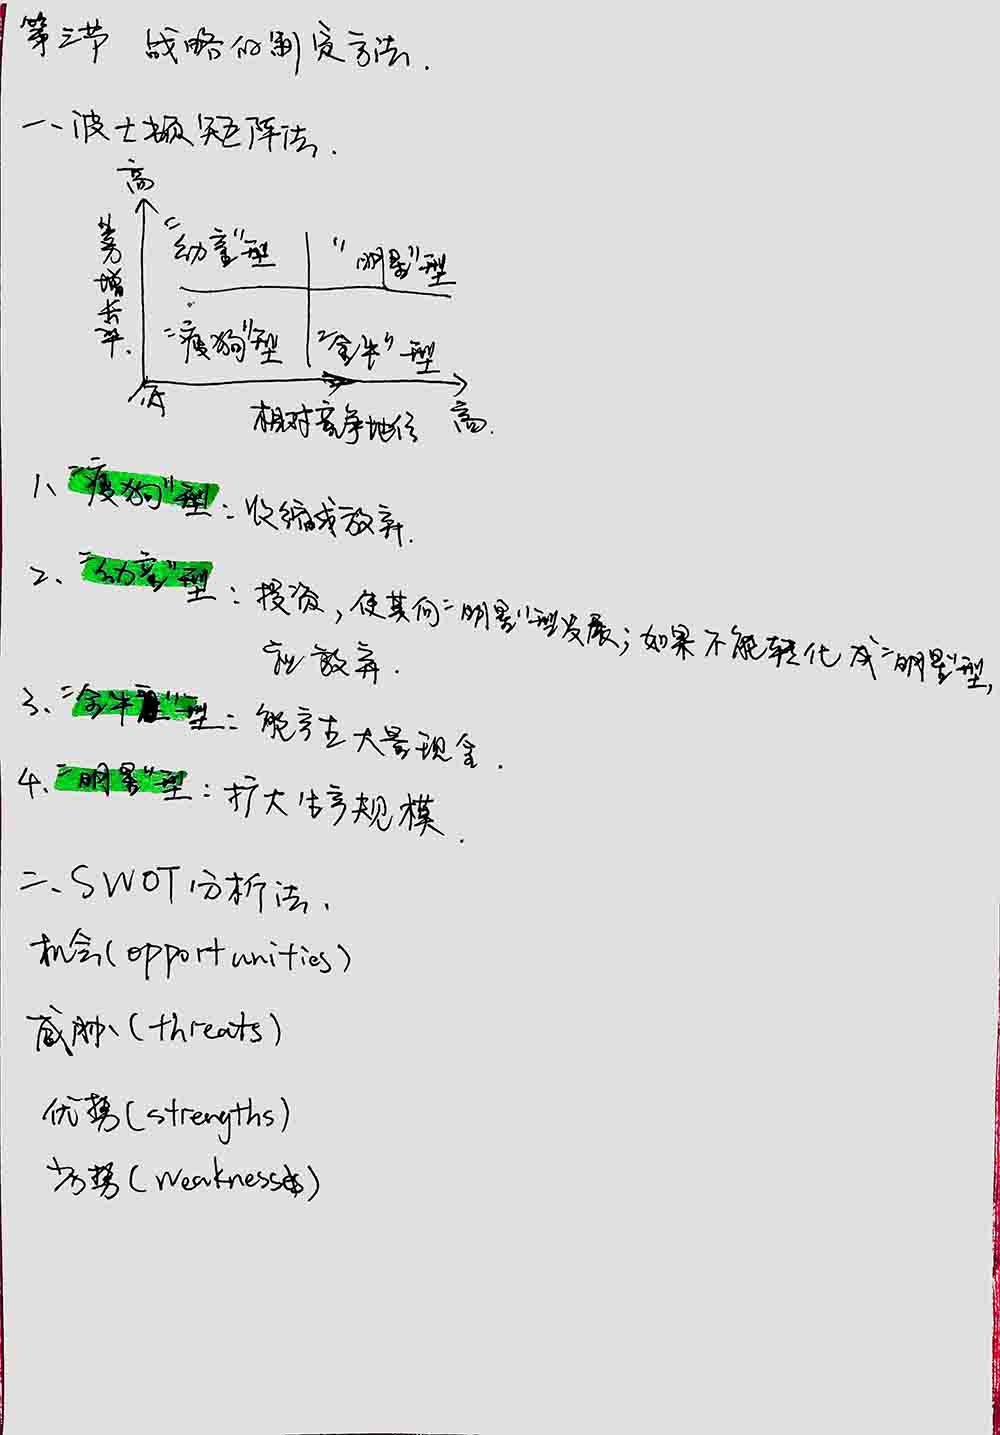 第三节 战略的制定方法.
一、波士顿矩阵法.
高
业务增长率.
"幼童"型 "明星"型
"瘦狗"型 "金牛"型
低 相对竞争地位 高.
1、"瘦狗"型:收缩或放弃.
2、"幼童"型:投资,使其向"明星"型发展;如果不能转化成"明星"型,
就放弃.
3、"金牛"型:能产生大量现金.
4、"明星"型:扩大生产规模.
二、SWOT分析法、
机会(opportunities)
威胁、(threats)
优势(strengths)
劣势(weakness)